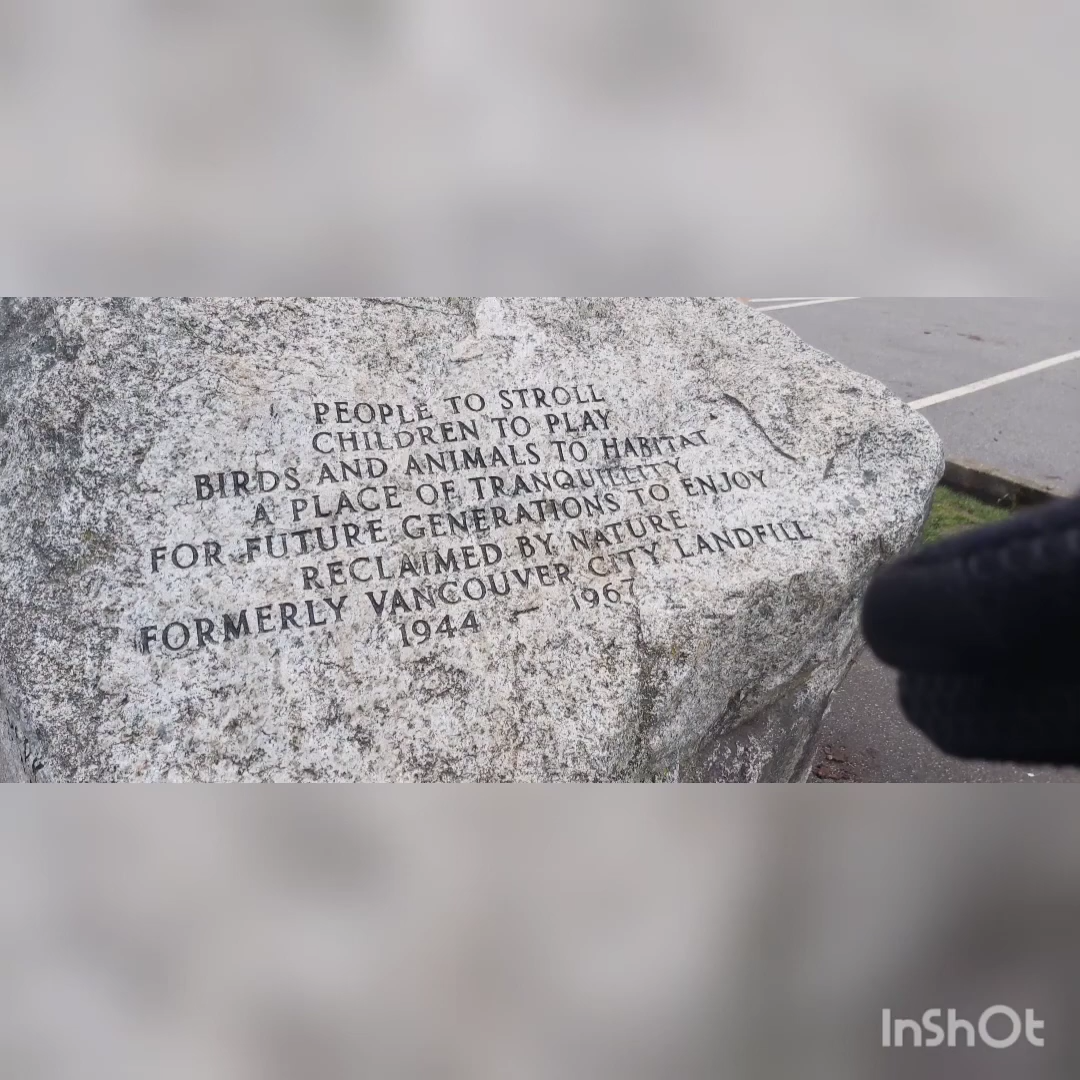 PEOPLE TO STROLL
CHILDREN TO PLAY
BIRDS AND ANIMALS TO HABITAT
A PLACE OF TRANQUILLITY
FOR FUTURE GENERATIONS TO ENJOY
RECLAIMED BY NATURE
FORMERLY VANCOUVER CITY LANDFILL
1944 – 1967
InShOt